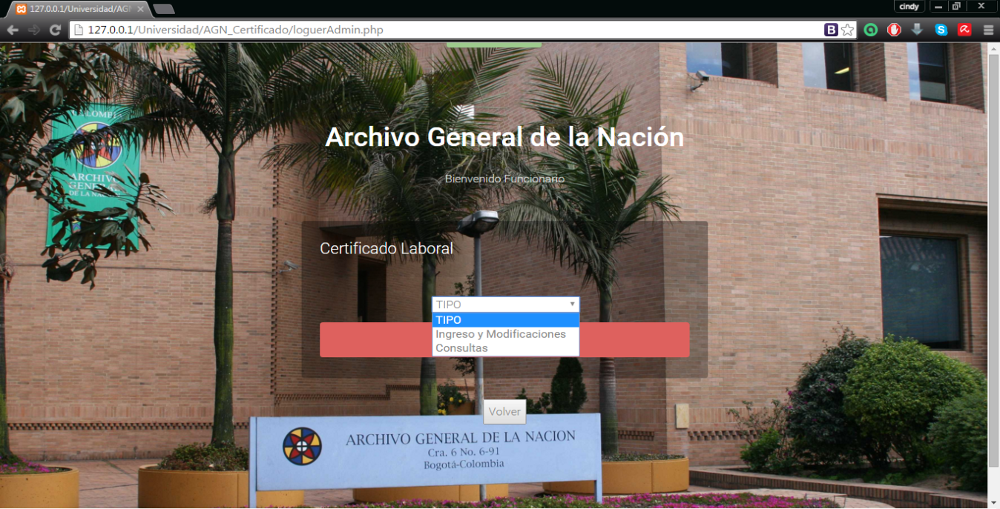 cindy
127.0.0.1/Universidad/AGN
127.0.0.1/Universidad/AGN_Certificado/loguerAdmin.php
COLOMBIA
ARCHIVO
GENERAL
DE LA NACION
Archivo General de la Nación
Bienvenido Funcionario
Certificado Laboral
TIPO
TIPO
Ingreso y Modificaciones
Consultas
Volver
ARCHIVO GENERAL DE LA NACION
Cra. 6 No. 6-91
Bogotá-Colombia